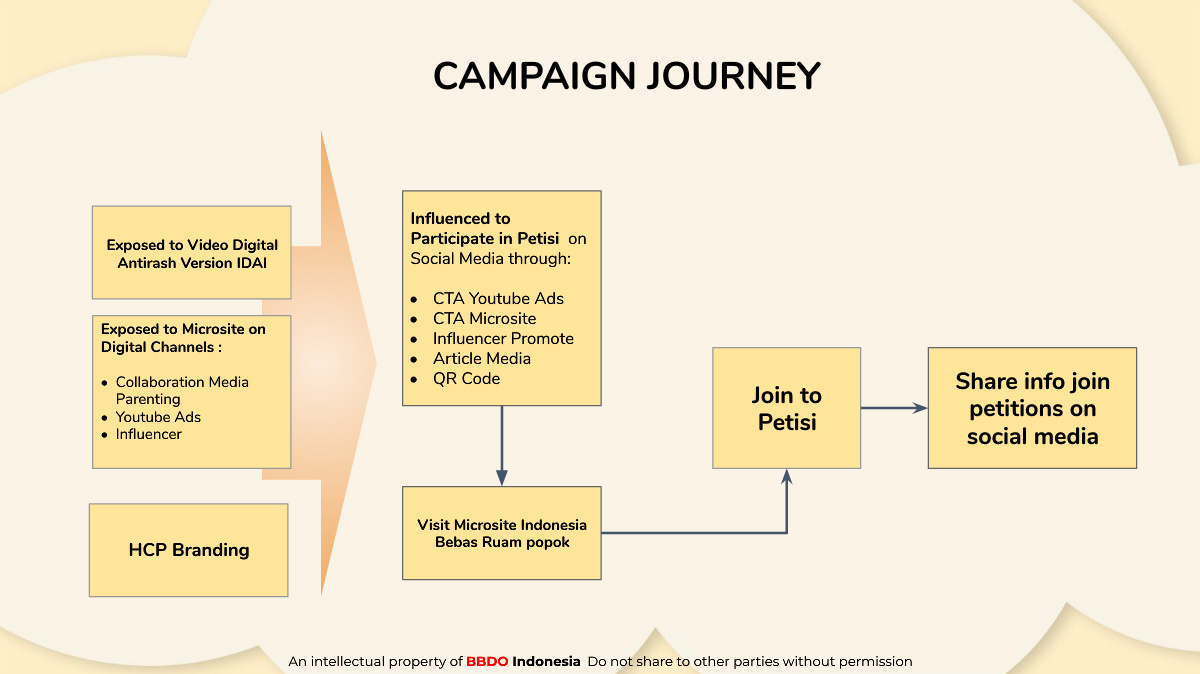 CAMPAIGN JOURNEY
Exposed to Video Digital
Antirash Version IDAI
Exposed to Microsite on
Digital Channels :
• Collaboration Media
Parenting
• Youtube Ads
• Influencer
HCP Branding
Influenced to
Participate in Petisi on
Social Media through:
• CTA Youtube Ads
• CTA Microsite
• Influencer Promote
• Article Media
• QR Code
Visit Microsite Indonesia
Bebas Ruam popok
Join to
Petisi
Share info join
petitions on
social media
An intellectual property of BBDO Indonesia Do not share to other parties without permission